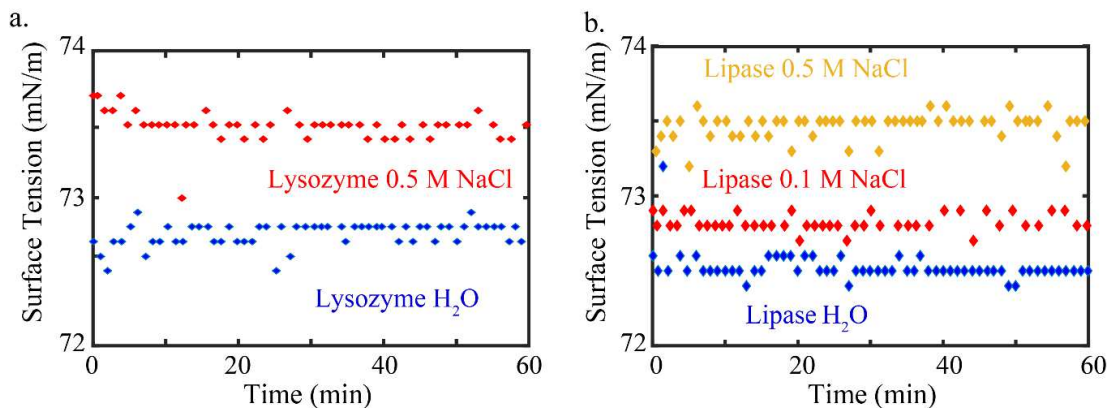 a.
74
73
72
Surface Tension (mN/m)
Lysozyme 0.5 M NaCl
Lysozyme H₂O
0
20
40
60
Time (min)
b.
74
73
72
Surface Tension (mN/m)
Lipase 0.5 M NaCl
Lipase 0.1 M NaCl
Lipase H₂O
0
20
40
60
Time (min)